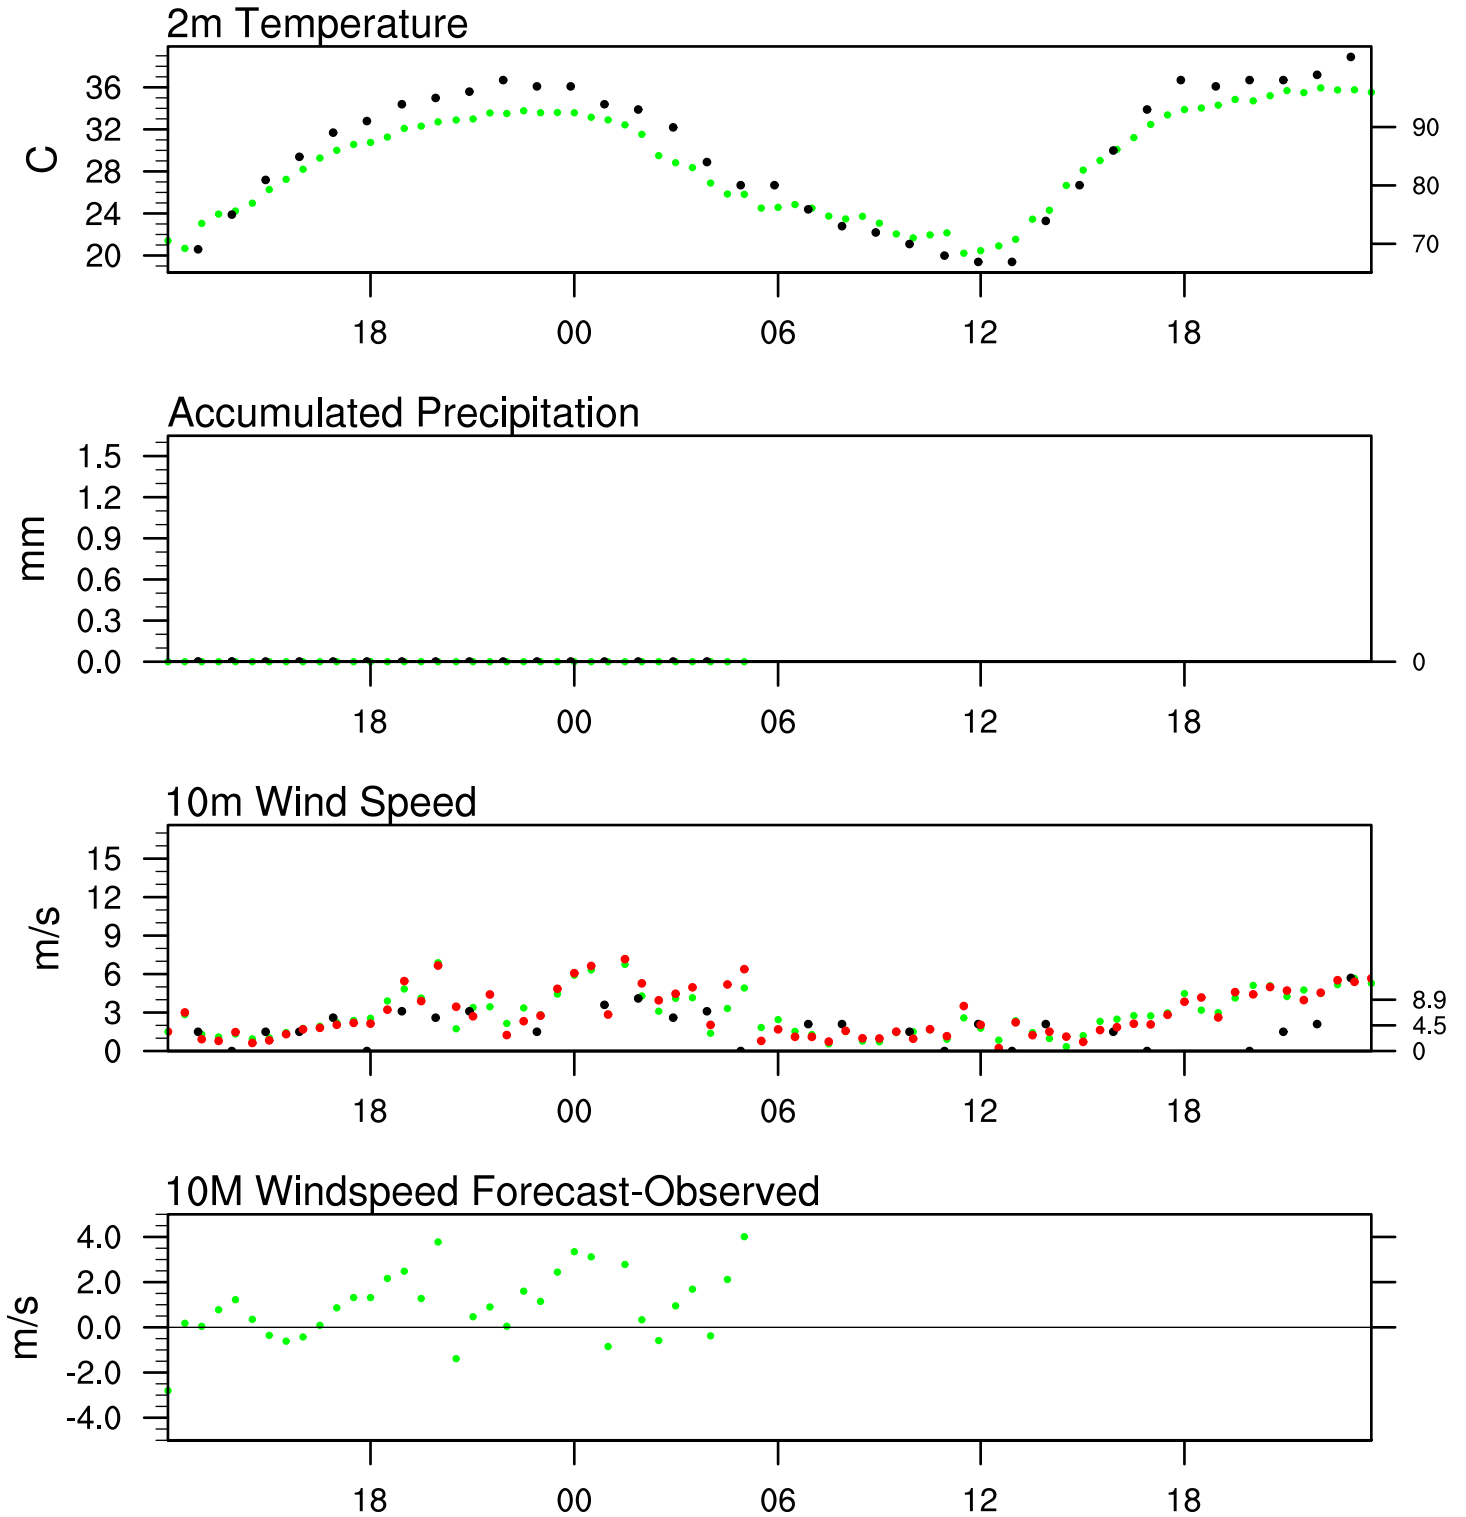 2m Temperature
36
32
28
24
20
C
90
80
70
18 00 06 12 18
Accumulated Precipitation
1.5
1.2
0.9
0.6
0.3
0.0
mm
0
18 00 06 12 18
10m Wind Speed
15
12
9
6
3
0
m/s
8.9
4.5
0
18 00 06 12 18
10M Windspeed Forecast-Observed
4.0
2.0
0.0
-2.0
-4.0
m/s
18 00 06 12 18